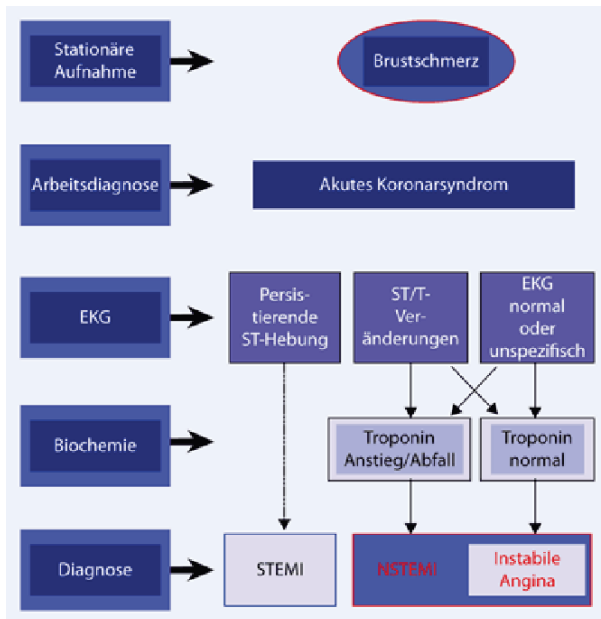 Stationäre
Aufnahme
Brustschmerz
Arbeitsdiagnose
Akutes Koronarsyndrom
EKG
Persis-
tierende
ST-Hebung
ST/T-
Ver-
änderungen
EKG
normal
oder
unspezifisch
Biochemie
Troponin
Anstieg/Abfall
Troponin
normal
Diagnose
STEMI
NSTEMI
Instabile
Angina